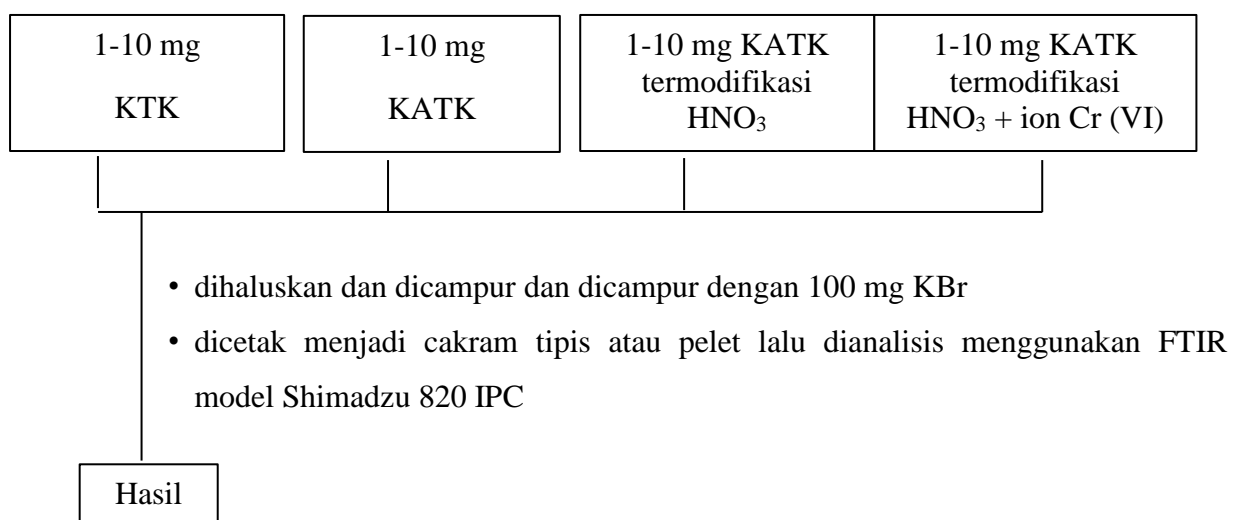 1-10 mg
KTK
1-10 mg
KATK
1-10 mg KATK
termodifikasi
HNO₃
1-10 mg KATK
termodifikasi
HNO₃ + ion Cr (VI)
• dihaluskan dan dicampur dan dicampur dengan 100 mg KBr
• dicetak menjadi cakram tipis atau pelet lalu dianalisis menggunakan FTIR
model Shimadzu 820 IPC
Hasil